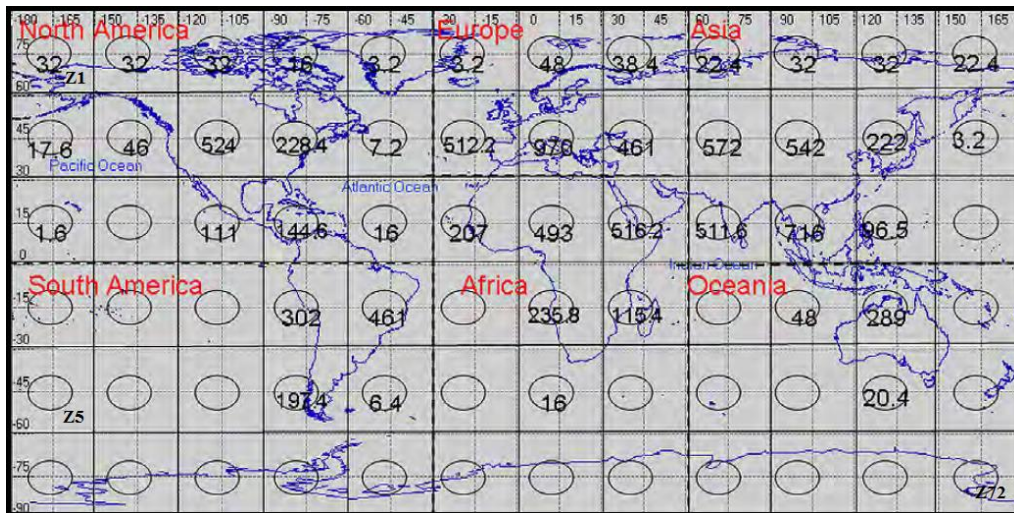 -180 -165 -150 -135 -120 -105 -90 -75 -60 -45 -30 -15 0 15 30 45 60 75 90 105 120 135 150 165
75 North America Europe Asia
32 32 32 16 3.2 3.2 48 38.4 22.4 32 32 22.4
Z1
60
45
17.6 46 524 228.4 7.2 512.2 970 461 572 542 222 3.2
Pacific Ocean
30
Atlantic Ocean
15
1.6 111 144.6 16 207 493 516.2 511.6 716 96.5
0
Indian Ocean
South America Africa Oceania
-15
302 461 235.8 115.4 48 289
-30
-45
197.4 6.4 16 20.4
Z5
-60
-75
Z72
-90